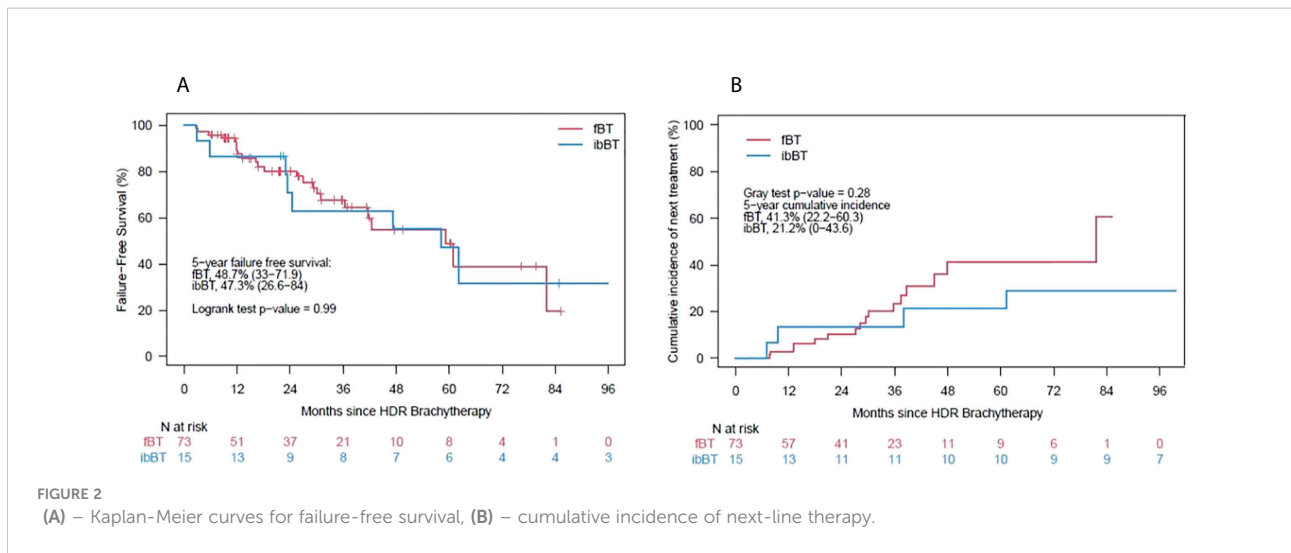 A
Failure-Free Survival (%)
100
80
60
40
20
0
fBT
ibBT
5-year failure free survival:
fBT, 48.7% (33-71.9)
ibBT, 47.3% (26.6-84)
Logrank test p-value = 0.99
0 12 24 36 48 60 72 80 96
Months since HDR Brachytherapy
N at risk
fBT 73 51 37 21 10 8 4 1 0
ibBT 15 13 9 8 7 6 4 4 3
B
Cumulative incidence of next treatment (%)
100
80
60
40
20
0
fBT
ibBT
Gray test p-value = 0.28
5-year cumulative incidence
fBT, 41.3% (22.2-60.3)
ibBT, 21.2% (0-43.6)
0 12 24 36 48 60 72 84 96
Months since HDR Brachytherapy
N at risk
fBT 73 57 41 23 11 9 6 1 0
ibBT 15 13 11 11 10 10 9 9 7
FIGURE 2
(A) – Kaplan-Meier curves for failure-free survival, (B) – cumulative incidence of next-line therapy.